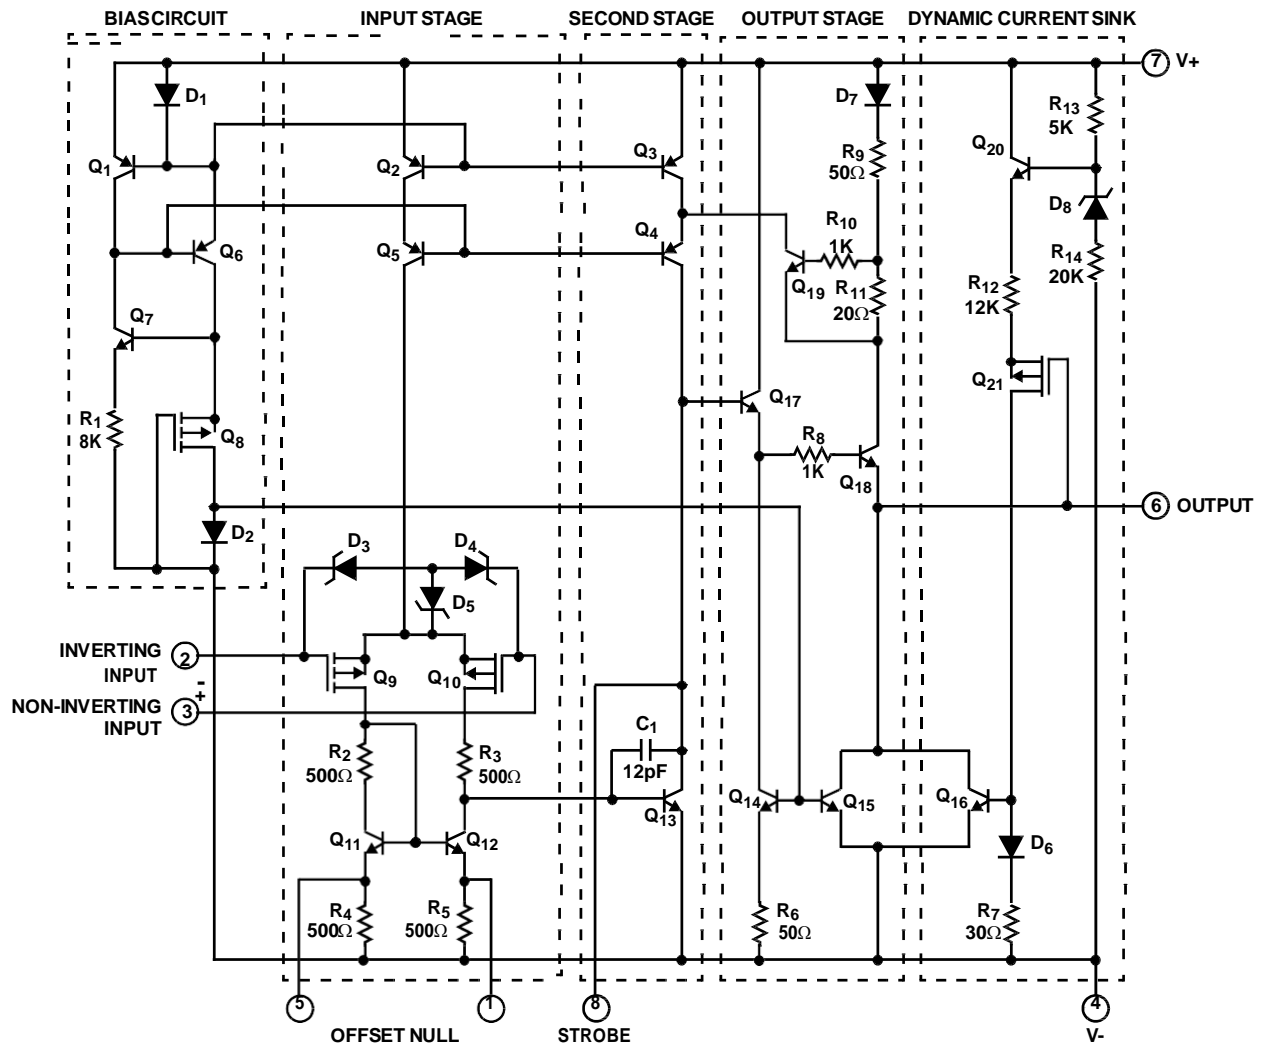 BIAS CIRCUIT
INPUT STAGE
SECOND STAGE
OUTPUT STAGE
DYNAMIC CURRENT SINK
7 V+
D1
D7
R13
5K
Q1
Q2
Q3
Q20
R9
50Ω
D8
Q6
Q5
Q4
R10
1K
R14
20K
Q19
R11
20Ω
R12
12K
Q7
Q17
Q21
R1
8K
Q8
R8
1K
Q18
6 OUTPUT
D2
D3
D4
D5
INVERTING
INPUT
2
-
+
NON-INVERTING
INPUT
3
Q9
Q10
R2
500Ω
R3
500Ω
C1
12pF
Q13
Q14
Q15
Q16
Q11
Q12
D6
R4
500Ω
R5
500Ω
R6
50Ω
R7
30Ω
5
1
8
4
OFFSET NULL
STROBE
V-